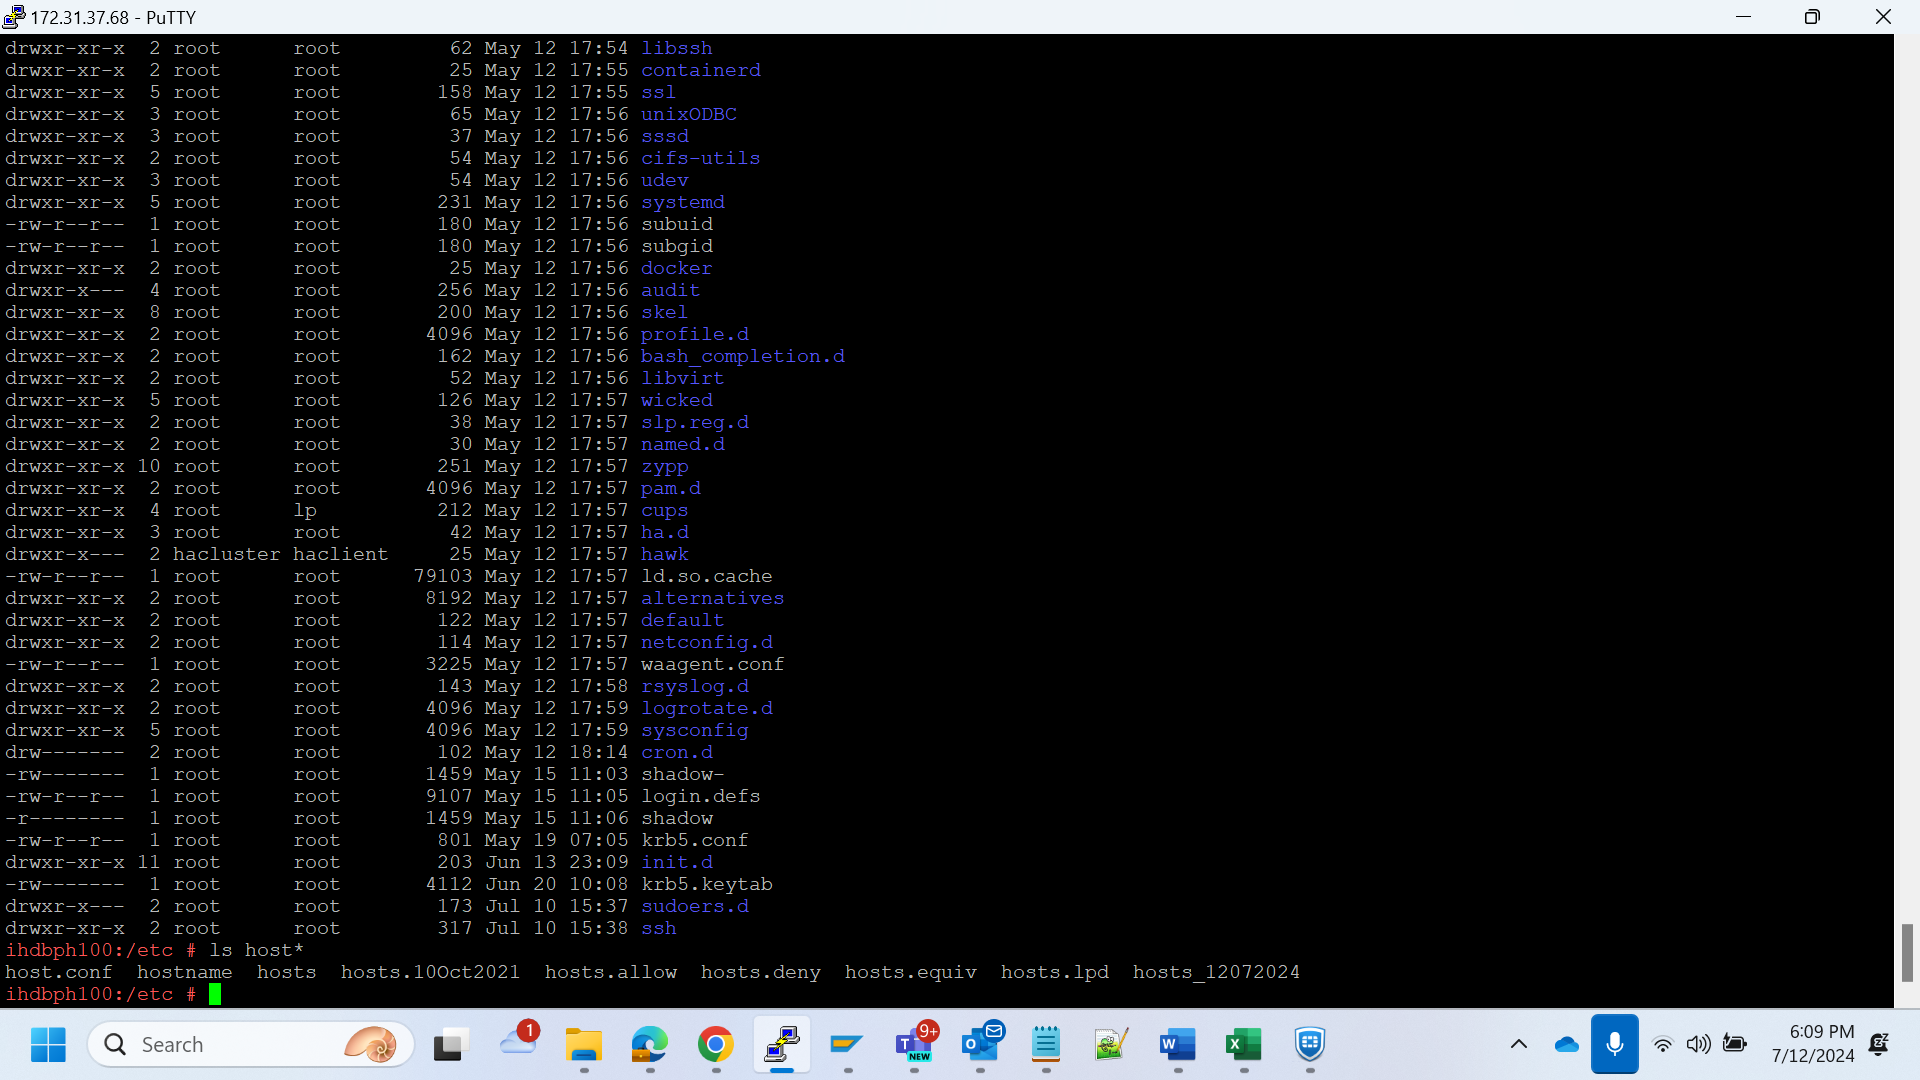 172.31.37.68 - PuTTY
drwxr-xr-x  2 root      root         62 May 12 17:54 libssh
drwxr-xr-x  2 root      root         25 May 12 17:55 containerd
drwxr-xr-x  5 root      root        158 May 12 17:55 ssl
drwxr-xr-x  3 root      root         65 May 12 17:56 unixODBC
drwxr-xr-x  3 root      root         37 May 12 17:56 sssd
drwxr-xr-x  2 root      root         54 May 12 17:56 cifs-utils
drwxr-xr-x  3 root      root         54 May 12 17:56 udev
drwxr-xr-x  5 root      root        231 May 12 17:56 systemd
-rw-r--r--  1 root      root        180 May 12 17:56 subuid
-rw-r--r--  1 root      root        180 May 12 17:56 subgid
drwxr-xr-x  2 root      root         25 May 12 17:56 docker
drwxr-x---  4 root      root        256 May 12 17:56 audit
drwxr-xr-x  8 root      root        200 May 12 17:56 skel
drwxr-xr-x  2 root      root       4096 May 12 17:56 profile.d
drwxr-xr-x  2 root      root        162 May 12 17:56 bash_completion.d
drwxr-xr-x  2 root      root         52 May 12 17:56 libvirt
drwxr-xr-x  5 root      root        126 May 12 17:57 wicked
drwxr-xr-x  2 root      root         38 May 12 17:57 slp.reg.d
drwxr-xr-x  2 root      root         30 May 12 17:57 named.d
drwxr-xr-x 10 root      root        251 May 12 17:57 zypp
drwxr-xr-x  2 root      root       4096 May 12 17:57 pam.d
drwxr-xr-x  4 root      lp          212 May 12 17:57 cups
drwxr-xr-x  3 root      root         42 May 12 17:57 ha.d
drwxr-x---  2 hacluster haclient     25 May 12 17:57 hawk
-rw-r--r--  1 root      root      79103 May 12 17:57 ld.so.cache
drwxr-xr-x  2 root      root       8192 May 12 17:57 alternatives
drwxr-xr-x  2 root      root        122 May 12 17:57 default
drwxr-xr-x  2 root      root        114 May 12 17:57 netconfig.d
-rw-r--r--  1 root      root       3225 May 12 17:57 waagent.conf
drwxr-xr-x  2 root      root        143 May 12 17:58 rsyslog.d
drwxr-xr-x  2 root      root       4096 May 12 17:59 logrotate.d
drwxr-xr-x  5 root      root       4096 May 12 17:59 sysconfig
drw-------  2 root      root        102 May 12 18:14 cron.d
-rw-------  1 root      root       1459 May 15 11:03 shadow-
-rw-r--r--  1 root      root       9107 May 15 11:05 login.defs
-r--------  1 root      root       1459 May 15 11:06 shadow
-rw-r--r--  1 root      root        801 May 19 07:05 krb5.conf
drwxr-xr-x 11 root      root        203 Jun 13 23:09 init.d
-rw-------  1 root      root       4112 Jun 20 10:08 krb5.keytab
drwxr-x---  2 root      root        173 Jul 10 15:37 sudoers.d
drwxr-xr-x  2 root      root        317 Jul 10 15:38 ssh
ihdbph100:/etc # ls host*
host.conf  hostname  hosts  hosts.10Oct2021  hosts.allow  hosts.deny  hosts.equiv  hosts.lpd  hosts_12072024
ihdbph100:/etc #
Search
1
9+
T
NEW
O
W
X
6:09 PM
7/12/2024